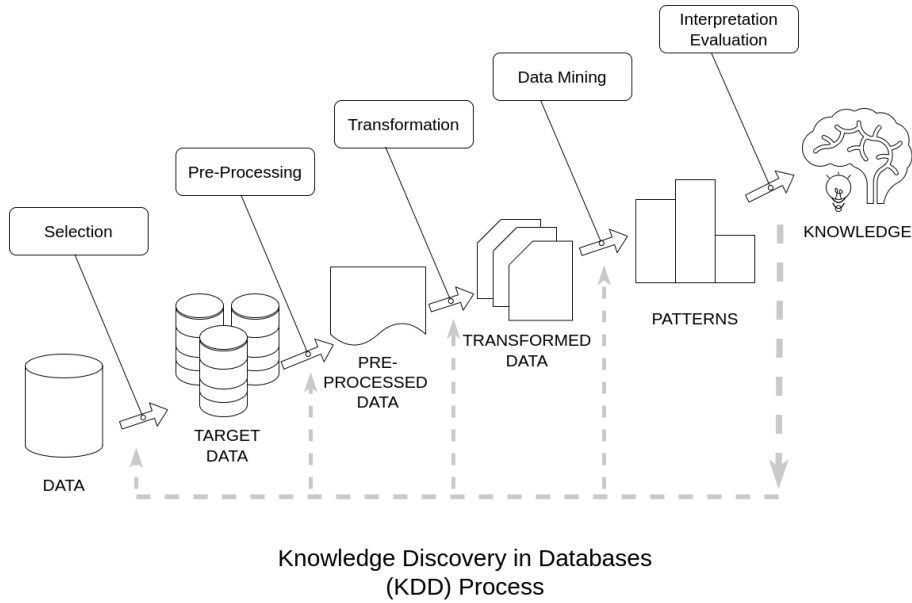 Interpretation
Evaluation
Data Mining
Transformation
Pre-Processing
Selection
KNOWLEDGE
PATTERNS
TRANSFORMED
DATA
PRE-
PROCESSED
DATA
TARGET
DATA
DATA
Knowledge Discovery in Databases
(KDD) Process